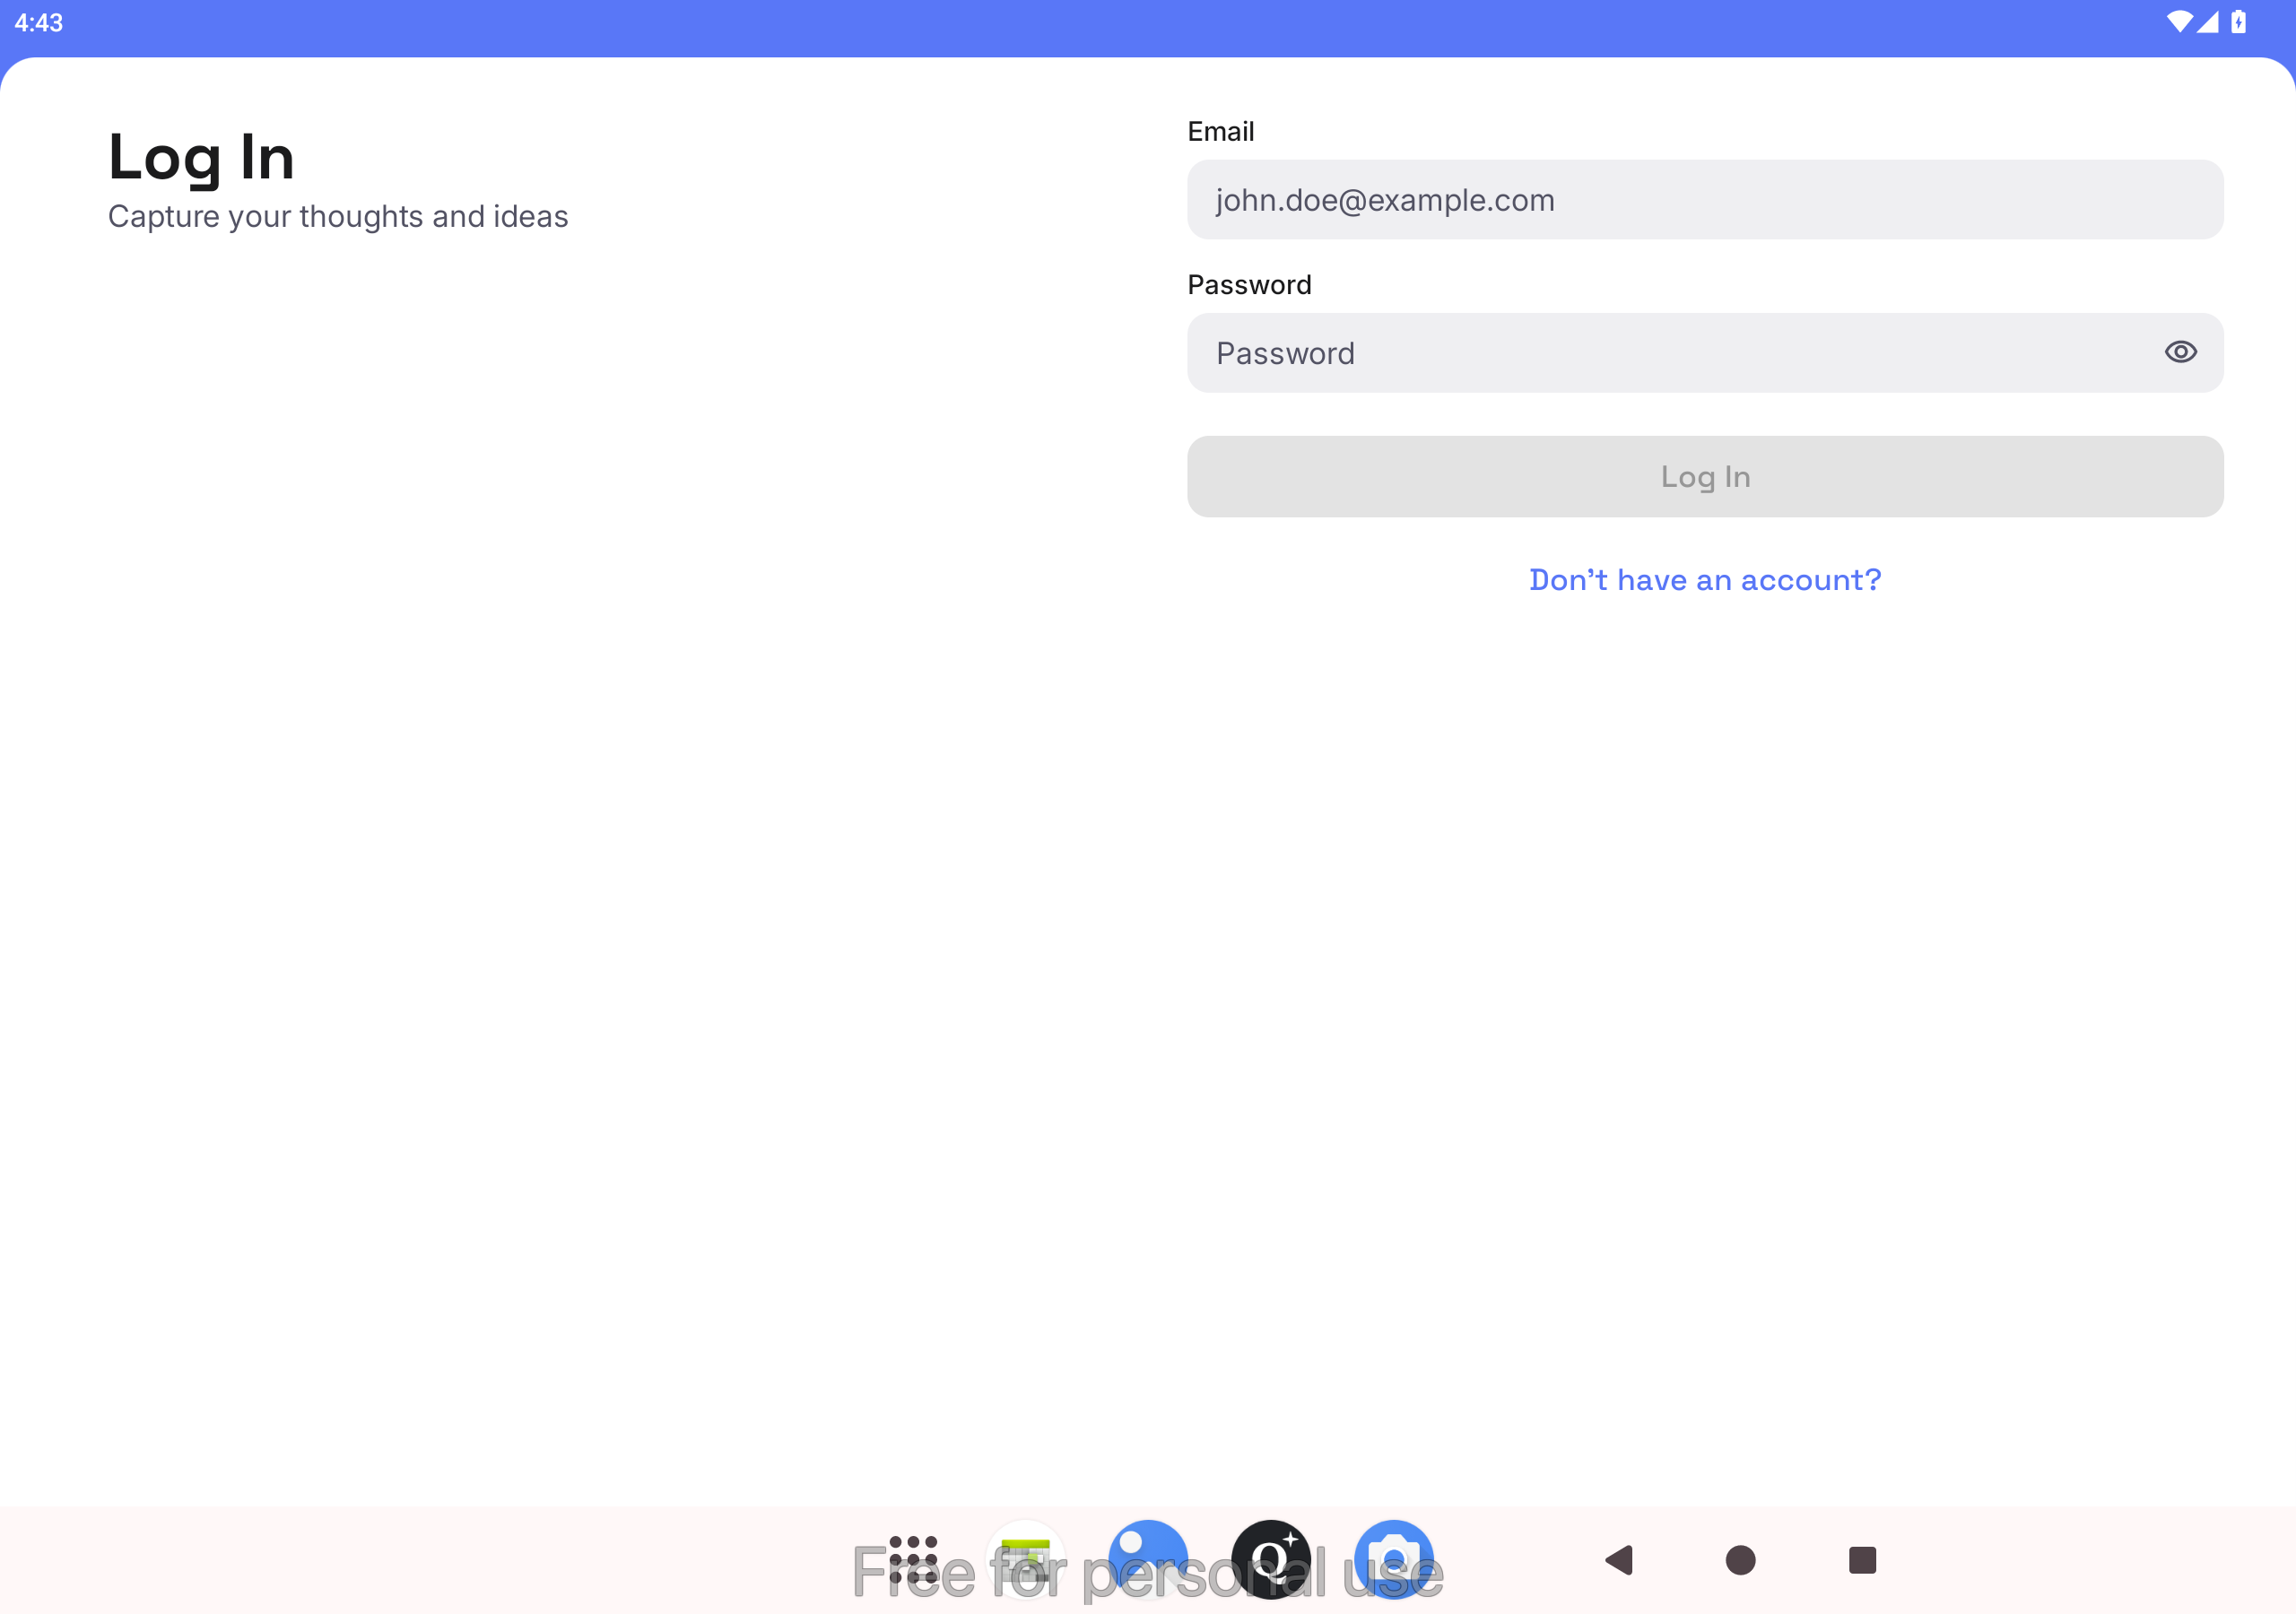 4:43
Log In
Capture your thoughts and ideas
Email
john.doe@example.com
Password
Password
Log In
Don't have an account?
Free for personal use